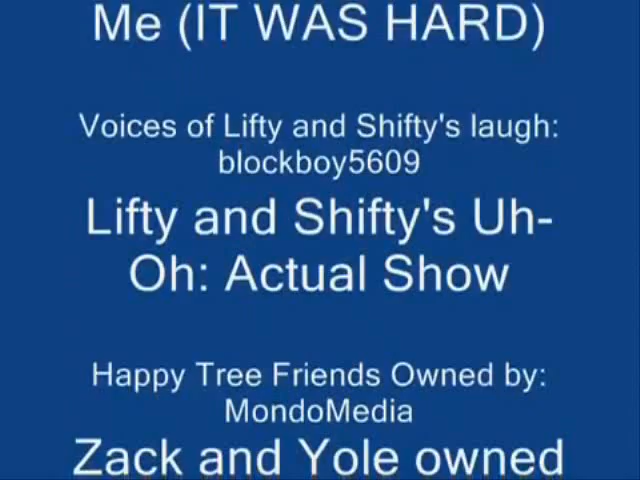 Me (IT WAS HARD)
Voices of Lifty and Shifty's laugh:
blockboy5609
Lifty and Shifty's Uh-
Oh: Actual Show
Happy Tree Friends Owned by:
MondoMedia
Zack and Yole owned